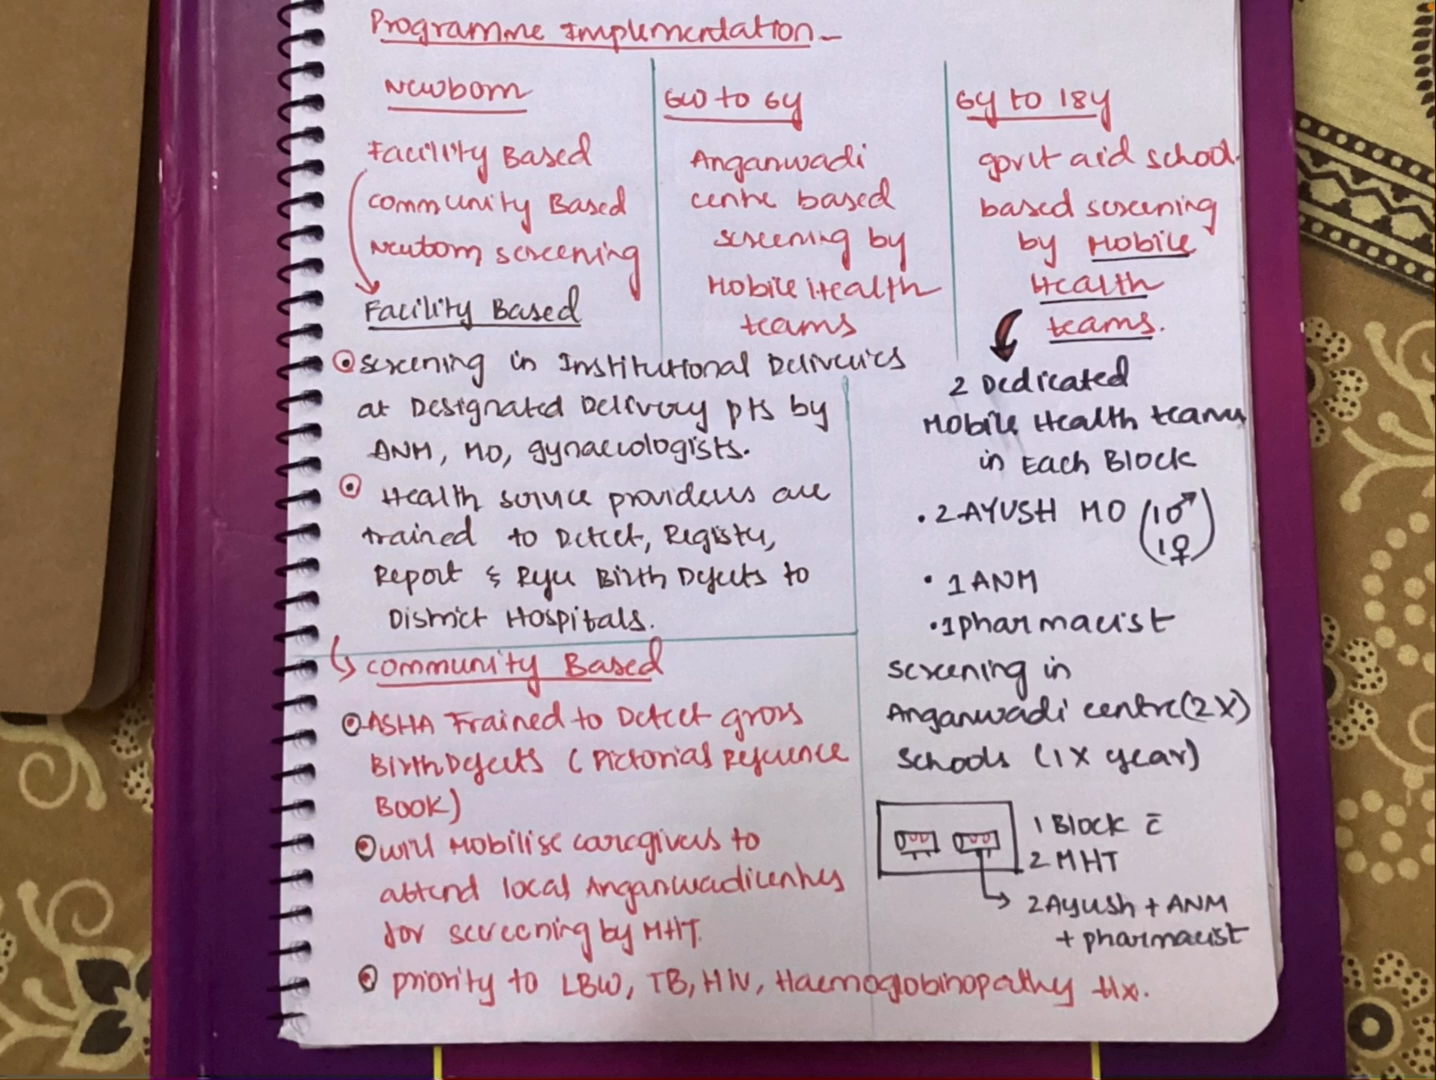 Programme Implementation-
Newborn
Facility Based
community Based
Newborn screening
Facility Based
6W to 6y
Anganwadi
centre based
screening by
Mobile Health
teams
6y to 18y
govt aid school
based screening
by Mobile
Health
teams.
screening in Institutional Deliveries
at Designated Delivery pts by
ANM, MO, gynaecologists.
Health service providers are
trained to Detect, Register,
Report & Refer Birth Defects to
District Hospitals.
community Based
ASHA Trained to Detect gross
Birth Defects (Pictorial Reference
Book)
will Mobilise caregivers to
attend local Anganwadi centres
for screening by MHT.
priority to LBW, TB, HIV, Haemoglobinopathy Hx.
2 Dedicated
Mobile Health teams
in Each Block
• 2 AYUSH MO (1♂
1♀)
• 1 ANM
• 1 pharmacist
screening in
Anganwadi centre (2X)
Schools (1X year)
1 Block c̄
2 MHT
2 Ayush + ANM
+ pharmacist